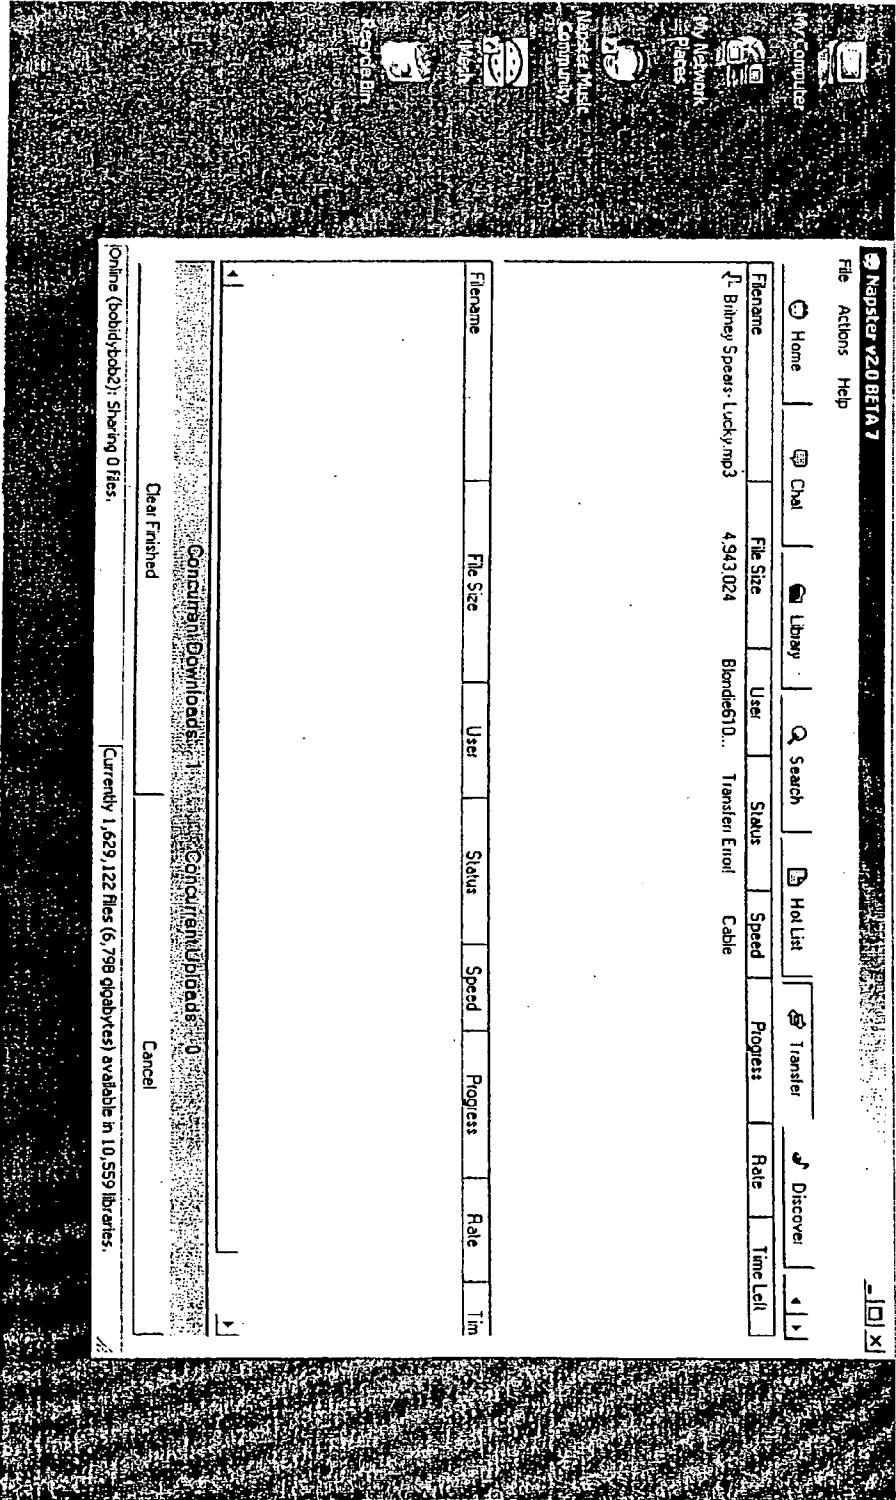 My Computer
My Network
Places
Napster Music
Community
Recycle Bin
Napster v2.0 BETA 7
File Actions Help
Home Chat Library Search Hot List Transfer Discover
Filename File Size User Status Speed Progress Rate Time Left
Britney Spears - Lucky.mp3 4,943,024 Blondie610... Transfer Error! Cable
Filename File Size User Status Speed Progress Rate Tim
Concurrent Downloads: 1 Concurrent Uploads: 0
Clear Finished Cancel
Online (bobidybob2): Sharing 0 Files. Currently 1,629,122 files (6,798 gigabytes) available in 10,559 libraries.